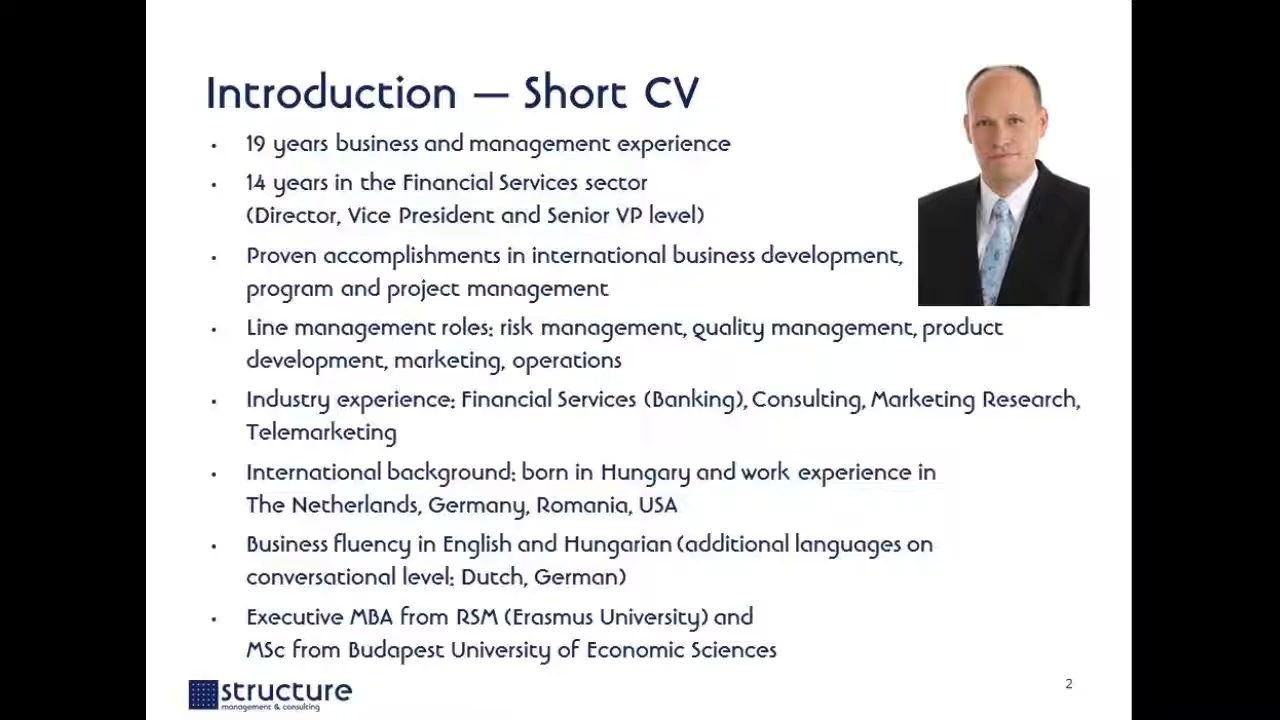 Introduction — Short CV
• 19 years business and management experience
• 14 years in the Financial Services sector
(Director, Vice President and Senior VP level)
• Proven accomplishments in international business development,
program and project management
• Line management roles: risk management, quality management, product
development, marketing, operations
• Industry experience: Financial Services (Banking), Consulting, Marketing Research,
Telemarketing
• International background: born in Hungary and work experience in
The Netherlands, Germany, Romania, USA
• Business fluency in English and Hungarian (additional languages on
conversational level: Dutch, German)
• Executive MBA from RSM (Erasmus University) and
MSc from Budapest University of Economic Sciences
structure
management & consulting
2